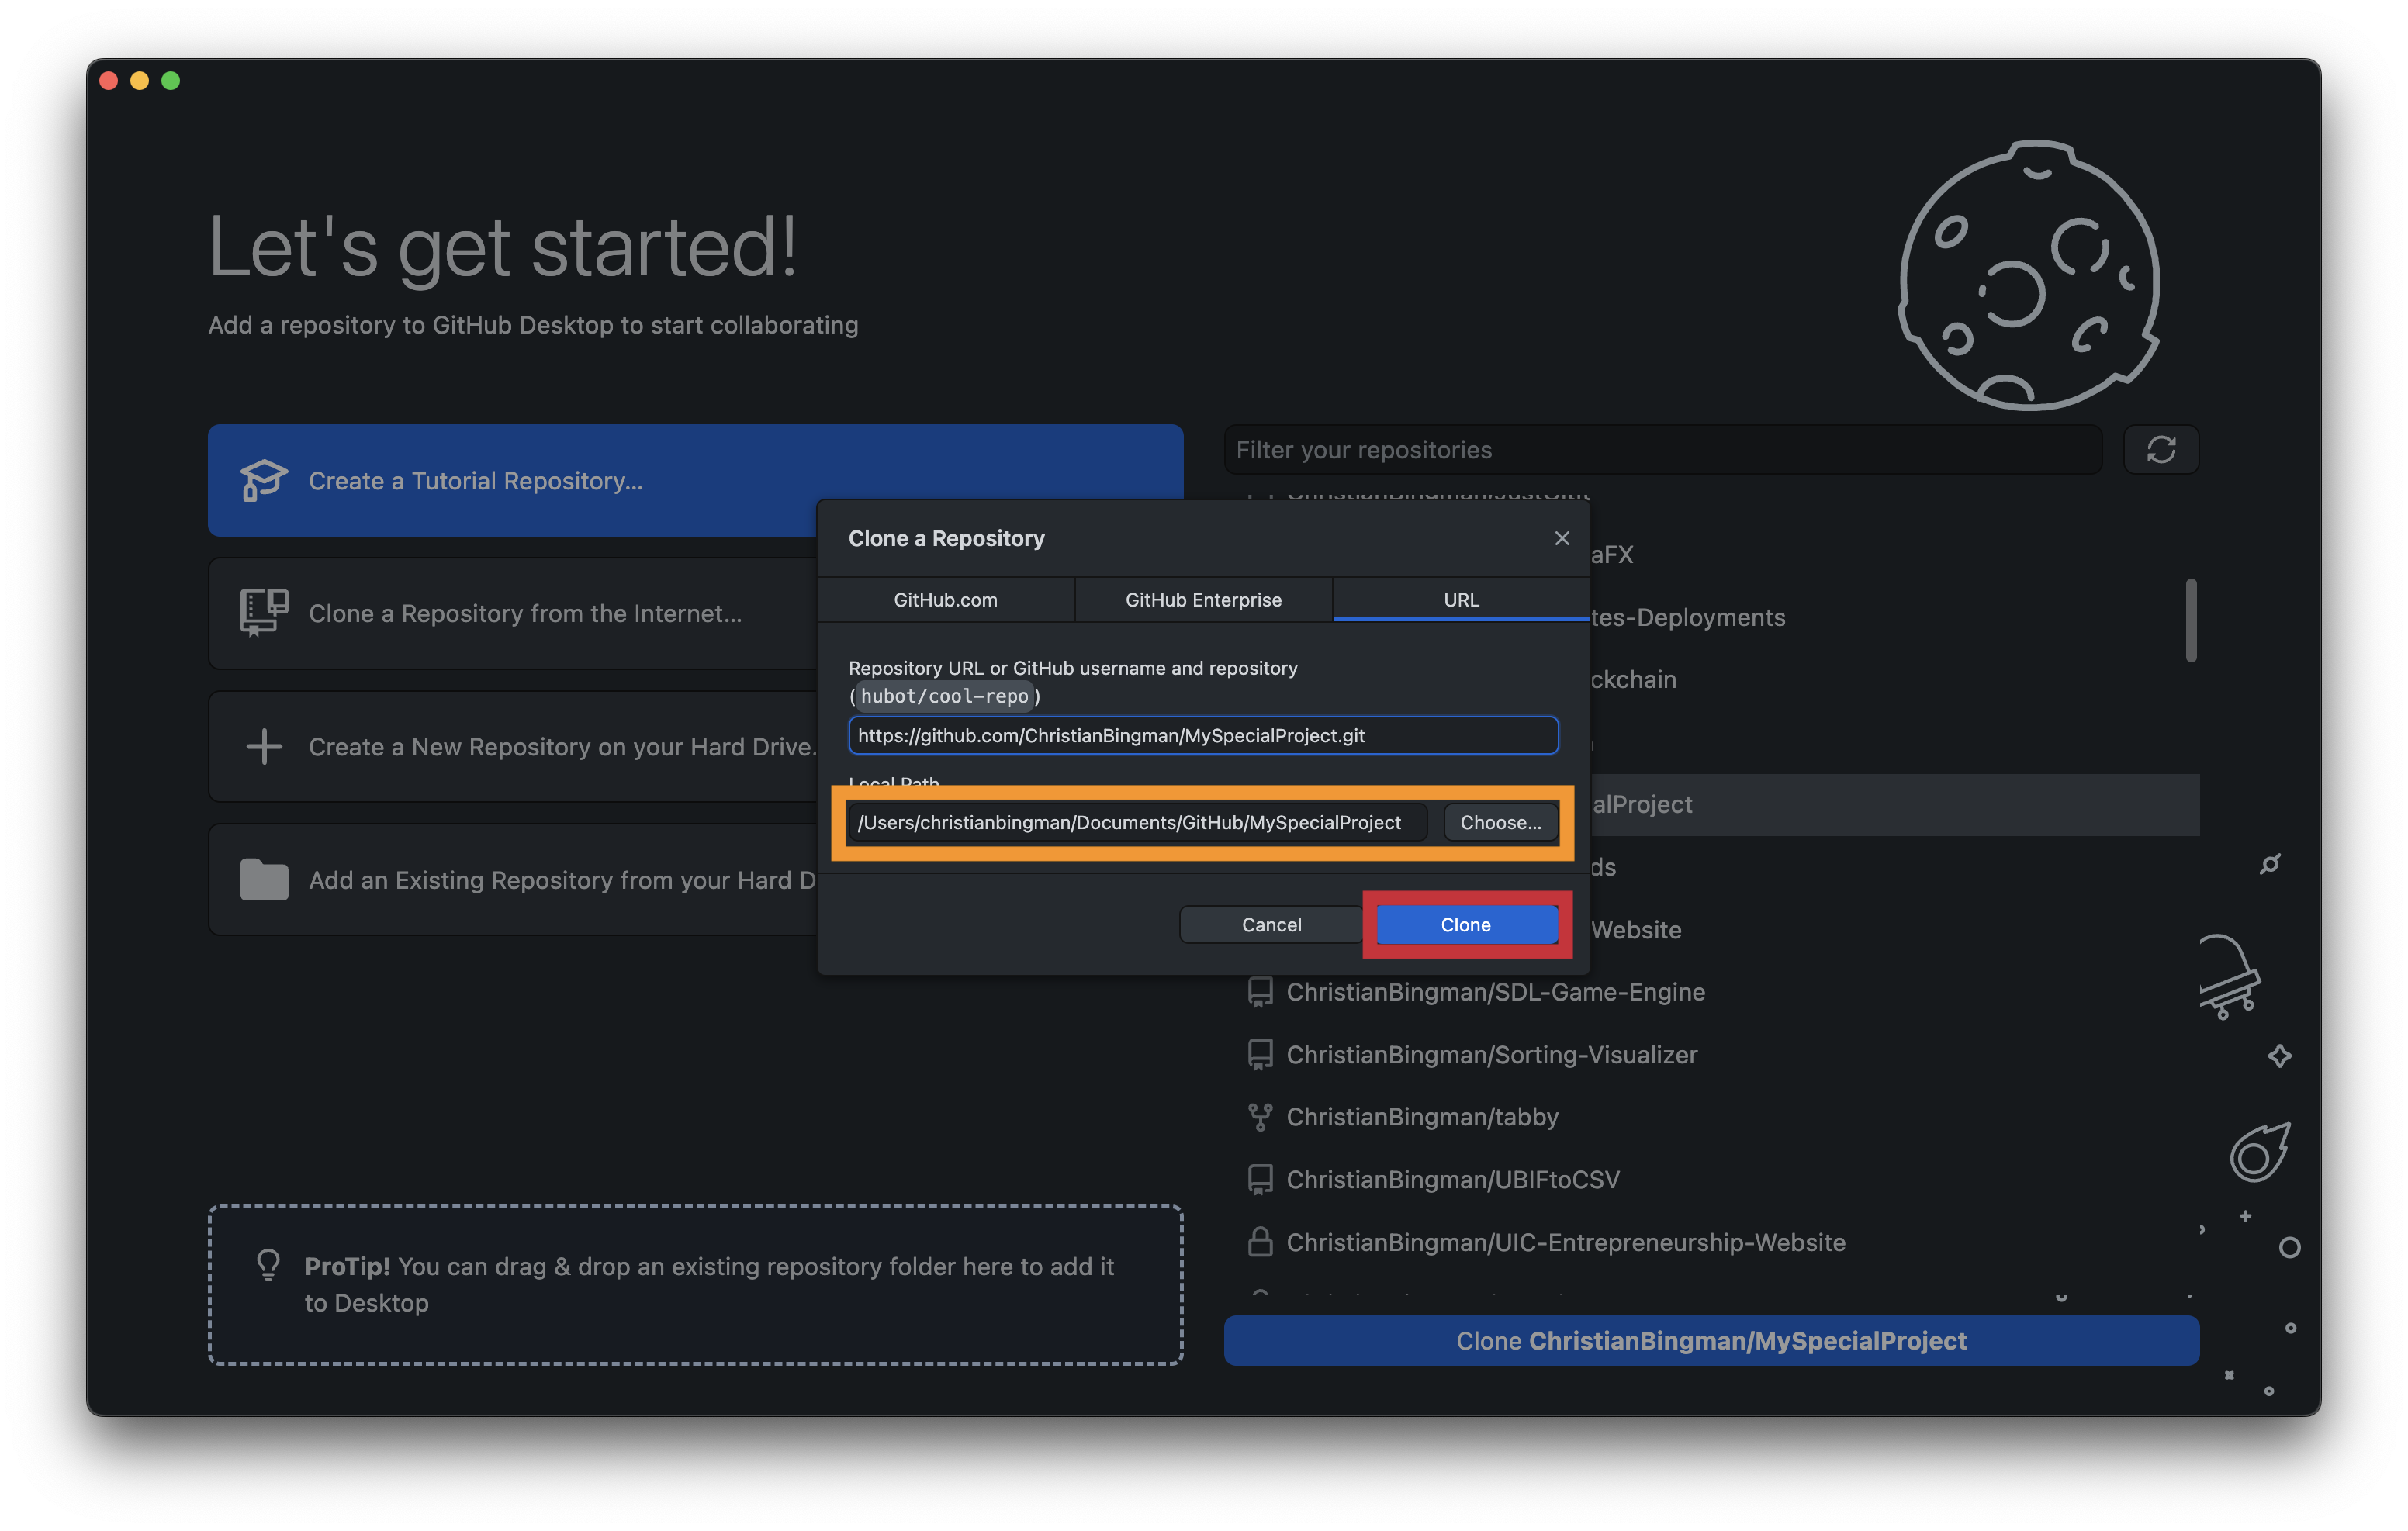 Let's get started!
Add a repository to GitHub Desktop to start collaborating
Create a Tutorial Repository...
Clone a Repository from the Internet...
Create a New Repository on your Hard Drive.
Add an Existing Repository from your Hard D
ProTip! You can drag & drop an existing repository folder here to add it
to Desktop
Filter your repositories
aFX
tes-Deployments
ckchain
alProject
ds
Website
ChristianBingman/SDL-Game-Engine
ChristianBingman/Sorting-Visualizer
ChristianBingman/tabby
ChristianBingman/UBIFtoCSV
ChristianBingman/UIC-Entrepreneurship-Website
Clone ChristianBingman/MySpecialProject
Clone a Repository
GitHub.com
GitHub Enterprise
URL
Repository URL or GitHub username and repository
(hubot/cool-repo)
https://github.com/ChristianBingman/MySpecialProject.git
Local Path
/Users/christianbingman/Documents/GitHub/MySpecialProject
Choose...
Cancel
Clone